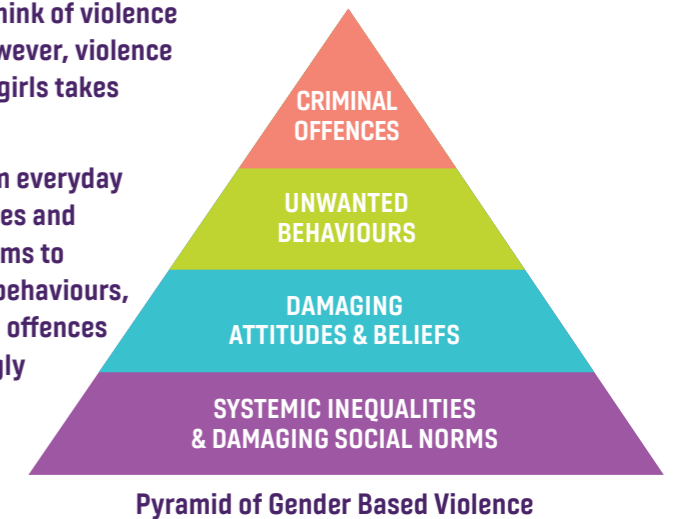 hink of violence
wever, violence
girls takes
n everyday
es and
ms to
behaviours,
offences
gly
CRIMINAL
OFFENCES
UNWANTED
BEHAVIOURS
DAMAGING
ATTITUDES & BELIEFS
SYSTEMIC INEQUALITIES
& DAMAGING SOCIAL NORMS
Pyramid of Gender Based Violence